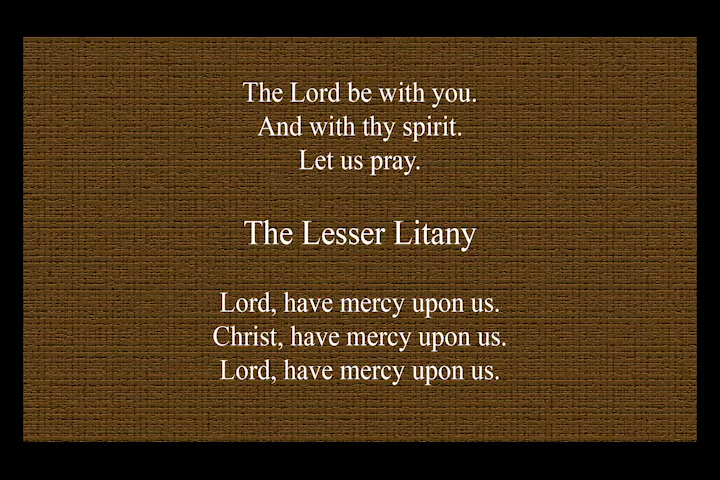 The Lord be with you.
And with thy spirit.
Let us pray.
The Lesser Litany
Lord, have mercy upon us.
Christ, have mercy upon us.
Lord, have mercy upon us.